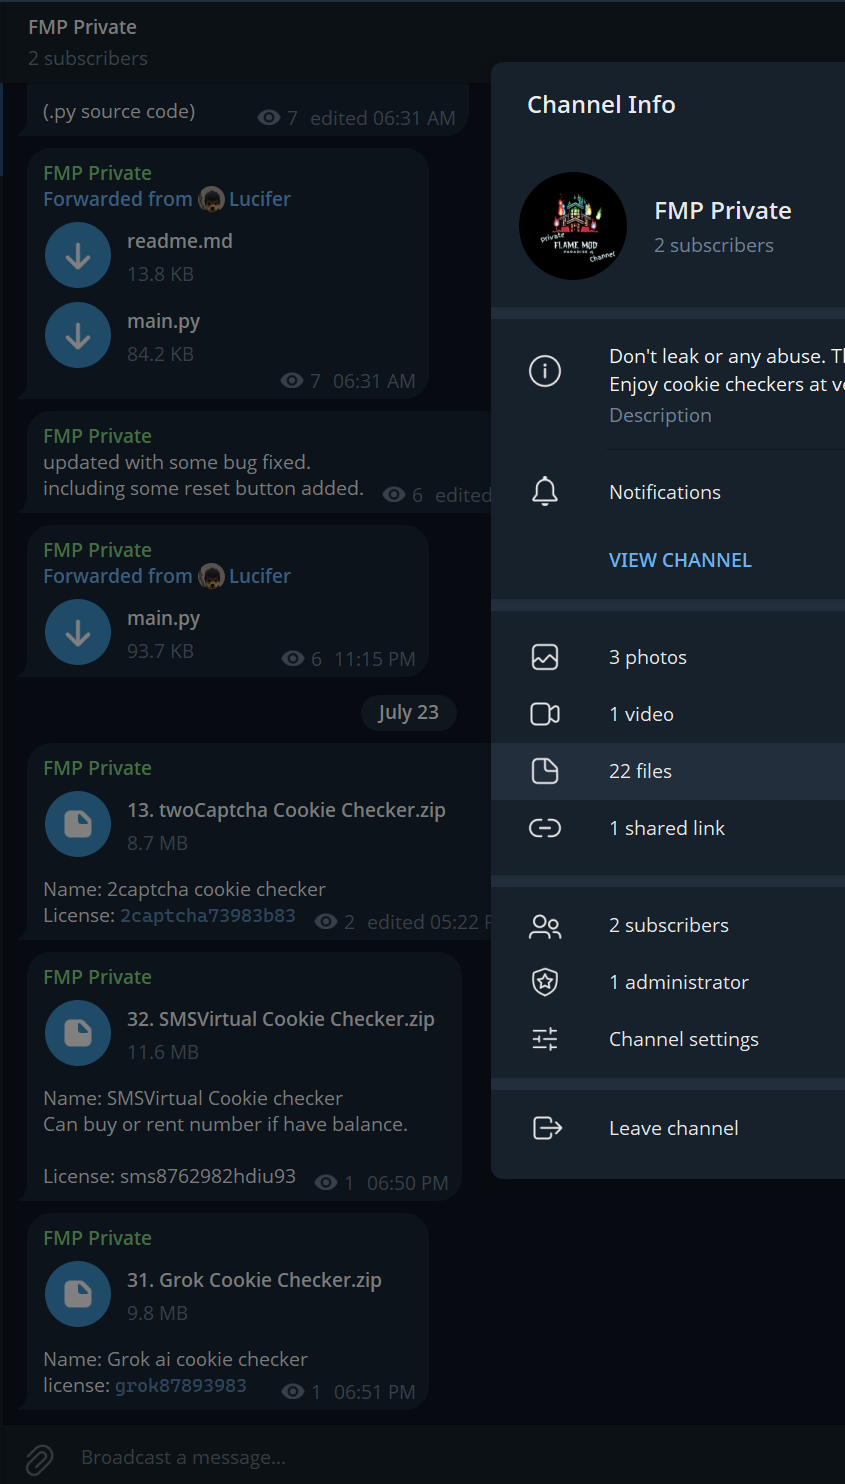 FMP Private
2 subscribers
(.py source code)
7 edited 06:31 AM
FMP Private
Forwarded from Lucifer
readme.md
13.8 KB
main.py
84.2 KB
7 06:31 AM
FMP Private
updated with some bug fixed.
including some reset button added.
6 edited
FMP Private
Forwarded from Lucifer
main.py
93.7 KB
6 11:15 PM
July 23
FMP Private
13. twoCaptcha Cookie Checker.zip
8.7 MB
Name: 2captcha cookie checker
License: 2captcha73983b83
2 edited 05:22 P
FMP Private
32. SMSVirtual Cookie Checker.zip
11.6 MB
Name: SMSVirtual Cookie checker
Can buy or rent number if have balance.
License: sms8762982hdiu93
1 06:50 PM
FMP Private
31. Grok Cookie Checker.zip
9.8 MB
Name: Grok ai cookie checker
license: grok87893983
1 06:51 PM
Broadcast a message...
Channel Info
Private
FLAME MOD
PARADISE
Channel
FMP Private
2 subscribers
Don't leak or any abuse.
Enjoy cookie checkers at
Description
Notifications
VIEW CHANNEL
3 photos
1 video
22 files
1 shared link
2 subscribers
1 administrator
Channel settings
Leave channel